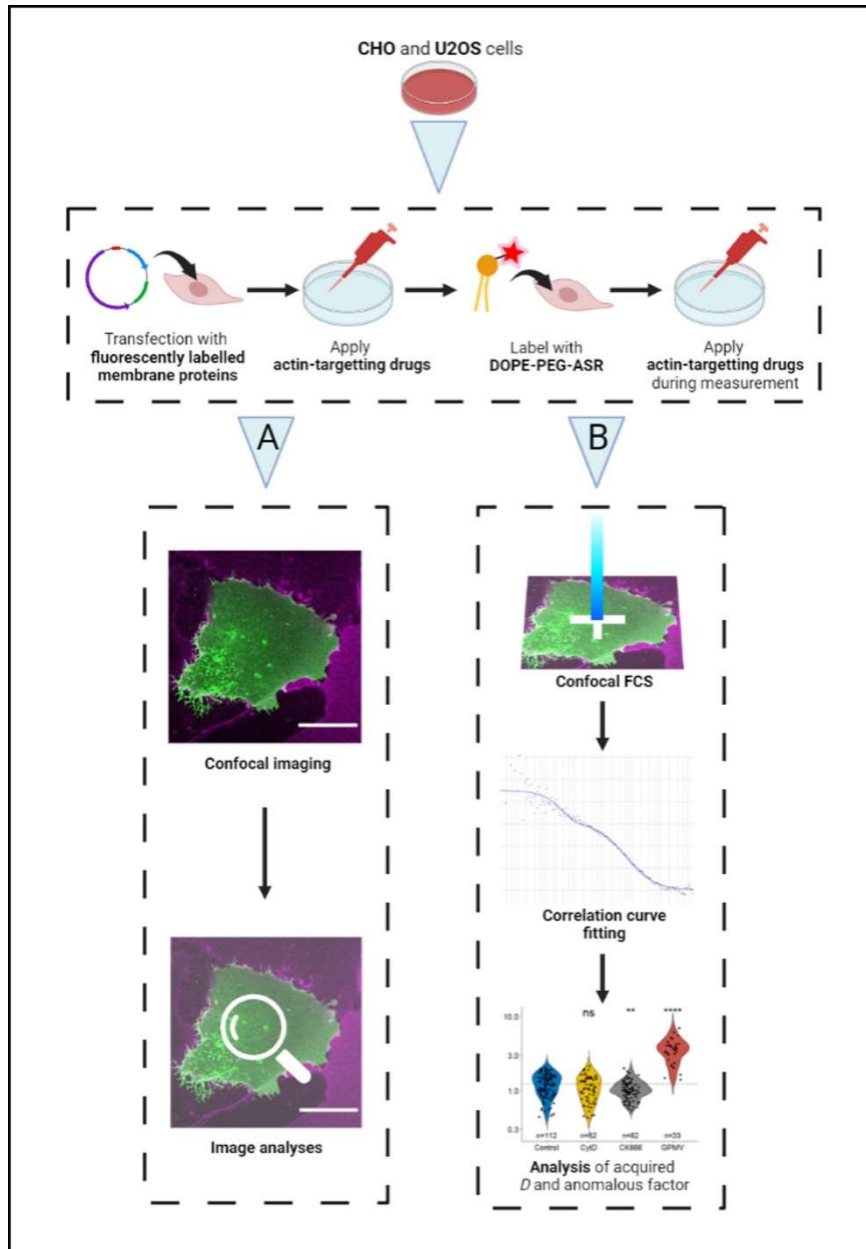 CHO and U2OS cells
Transfection with
fluorescently labelled
membrane proteins
Apply
actin-targetting drugs
Label with
DOPE-PEG-ASR
Apply
actin-targetting drugs
during measurement
A
B
Confocal imaging
Image analyses
Confocal FCS
Correlation curve
fitting
ns
**
****
10.0
3.0
1.0
0.3
n=112
n=62
n=82
n=33
Control
CytD
CK666
GPMV
Analysis of acquired
D and anomalous factor